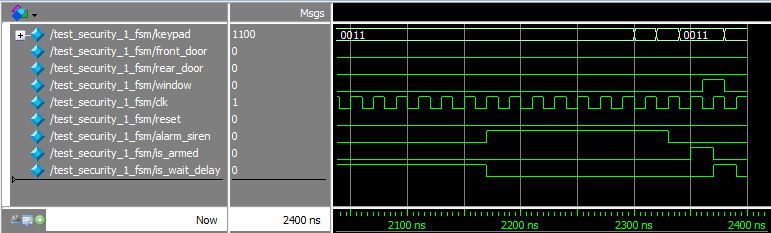 Msgs
/test_security_1_fsm/keypad 1100 0011 0011
/test_security_1_fsm/front_door 0
/test_security_1_fsm/rear_door 0
/test_security_1_fsm/window 0
/test_security_1_fsm/clk 1
/test_security_1_fsm/reset 0
/test_security_1_fsm/alarm_siren 0
/test_security_1_fsm/is_armed 0
/test_security_1_fsm/is_wait_delay 0
Now 2400 ns 2100 ns 2200 ns 2300 ns 2400 ns